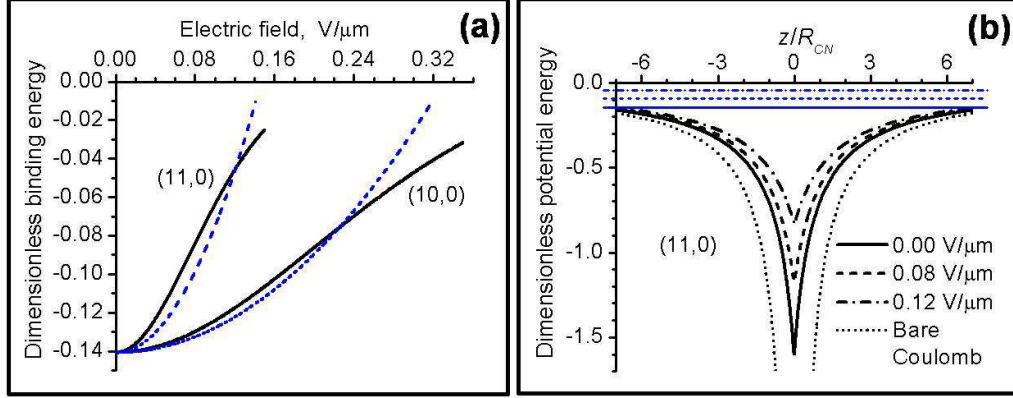 Electric field, V/μm
(a)
0.00 0.08 0.16 0.24 0.32
0.00
-0.02
-0.04
-0.06
-0.08
-0.10
-0.12
-0.14
Dimensionless binding energy
(11,0)
(10,0)
(b)
z/R_CN
-6 -3 0 3 6
0.0
-0.5
-1.0
-1.5
Dimensionless potential energy
(11,0)
0.00 V/μm
0.08 V/μm
0.12 V/μm
Bare
Coulomb